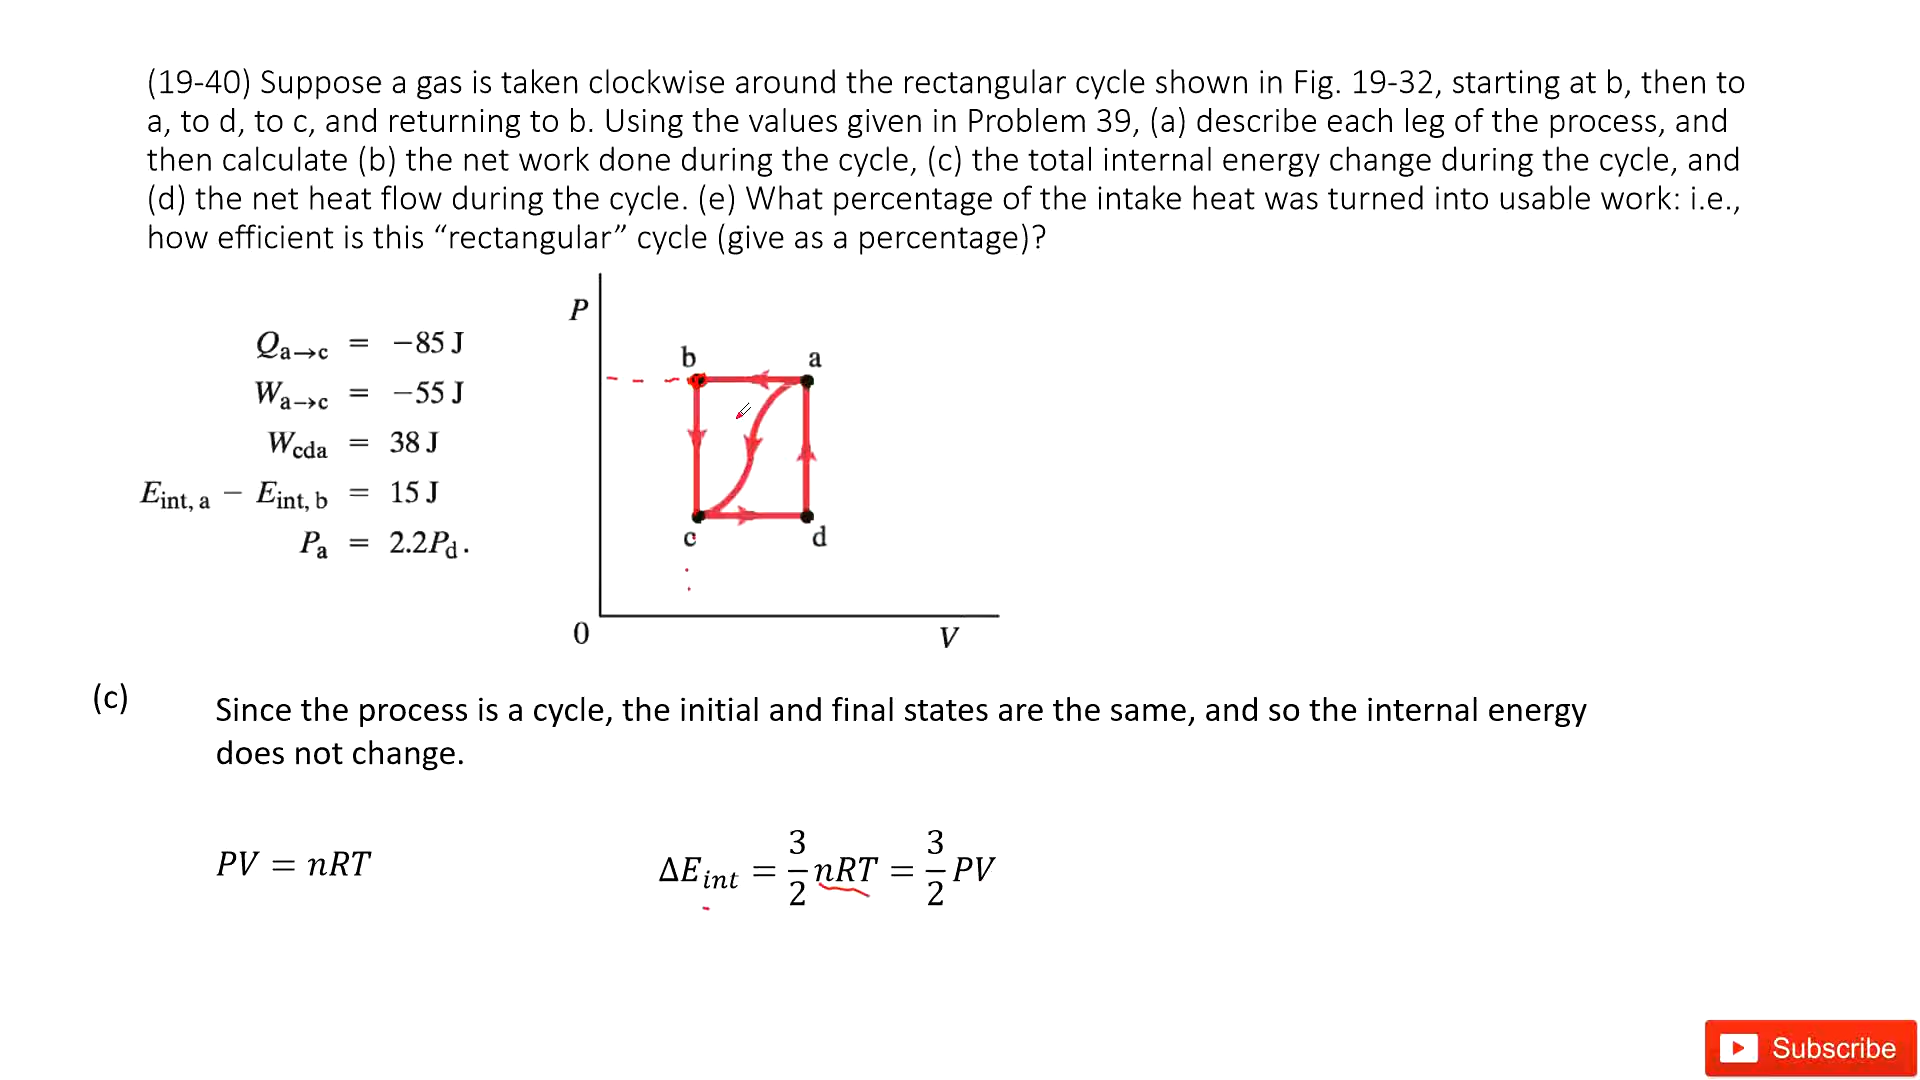 (19-40) Suppose a gas is taken clockwise around the rectangular cycle shown in Fig. 19-32, starting at b, then to
a, to d, to c, and returning to b. Using the values given in Problem 39, (a) describe each leg of the process, and
then calculate (b) the net work done during the cycle, (c) the total internal energy change during the cycle, and
(d) the net heat flow during the cycle. (e) What percentage of the intake heat was turned into usable work: i.e.,
how efficient is this “rectangular” cycle (give as a percentage)?
Qa→c = −85 J
Wa→c = −55 J
Wcda = 38 J
Eint, a − Eint, b = 15 J
Pa = 2.2Pd.
P
b a
c d
0 V
(c)
Since the process is a cycle, the initial and final states are the same, and so the internal energy
does not change.
PV = nRT
ΔEint = 3/2 nRT = 3/2 PV
Subscribe